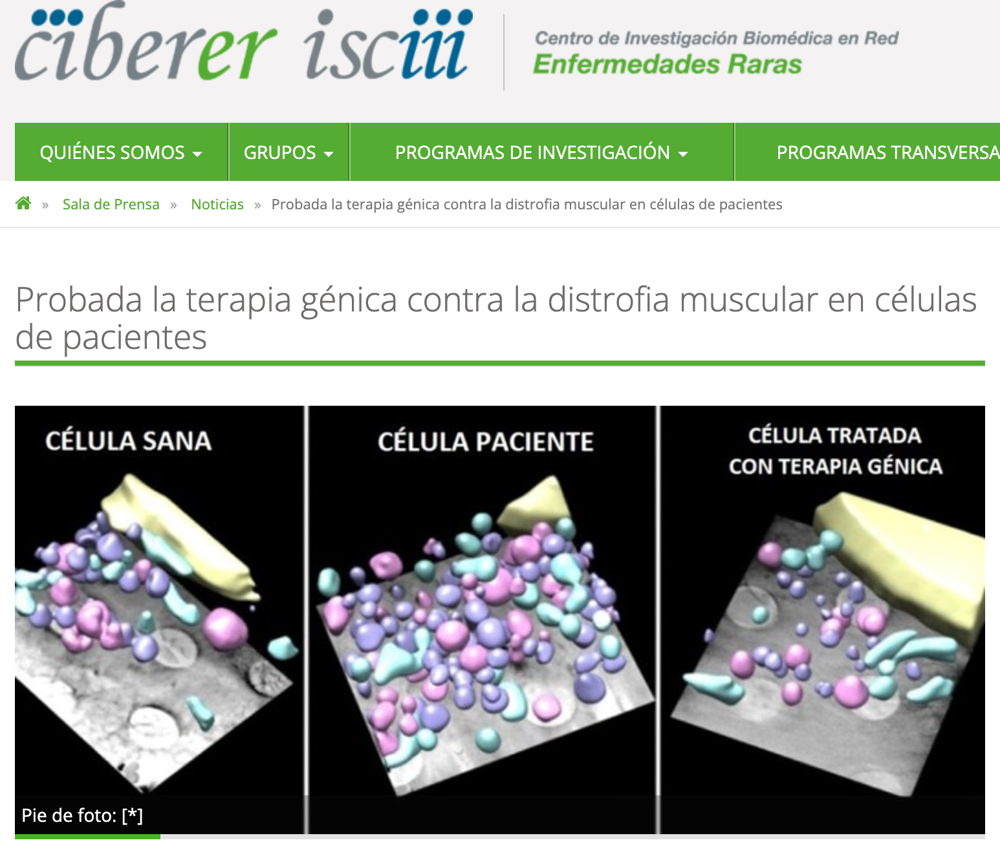 ciberer isciii
Centro de Investigación Biomédica en Red
Enfermedades Raras
QUIÉNES SOMOS
GRUPOS
PROGRAMAS DE INVESTIGACIÓN
PROGRAMAS TRANSVERSA
» Sala de Prensa » Noticias » Probada la terapia génica contra la distrofia muscular en células de pacientes
Probada la terapia génica contra la distrofia muscular en células
de pacientes
CÉLULA SANA
CÉLULA PACIENTE
CÉLULA TRATADA
CON TERAPIA GÉNICA
Pie de foto: [*]